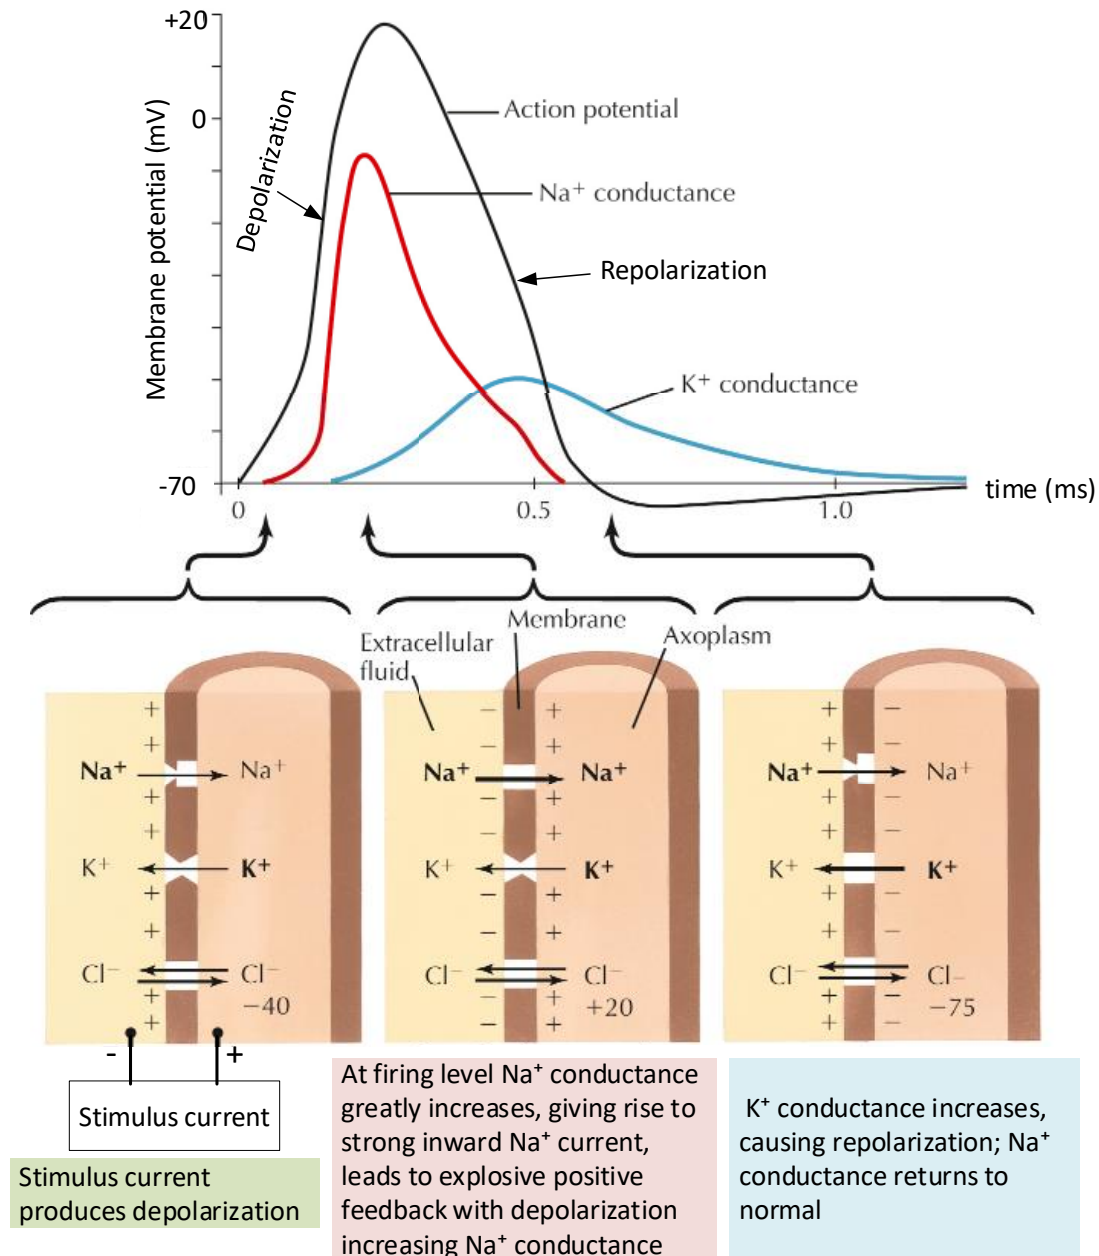 +20
0
-70
Membrane potential (mV)
Depolarization
Action potential
Na⁺ conductance
Repolarization
K⁺ conductance
time (ms)
0
0.5
1.0
Extracellular
fluid
Membrane
Axoplasm
+
+
Na⁺
Na⁺
+
+
K⁺
K⁺
+
+
Cl⁻
Cl⁻
−40
+
+
-
+
Stimulus current
− +
− +
Na⁺
Na⁺
− +
− +
K⁺
K⁺
− +
− +
Cl⁻
Cl⁻
+20
− +
− +
+ −
+ −
Na⁺
Na⁺
+ −
+ −
K⁺
K⁺
+ −
+ −
Cl⁻
Cl⁻
−75
+ −
+ −
Stimulus current
produces depolarization
At firing level Na⁺ conductance
greatly increases, giving rise to
strong inward Na⁺ current,
leads to explosive positive
feedback with depolarization
increasing Na⁺ conductance
K⁺ conductance increases,
causing repolarization; Na⁺
conductance returns to
normal